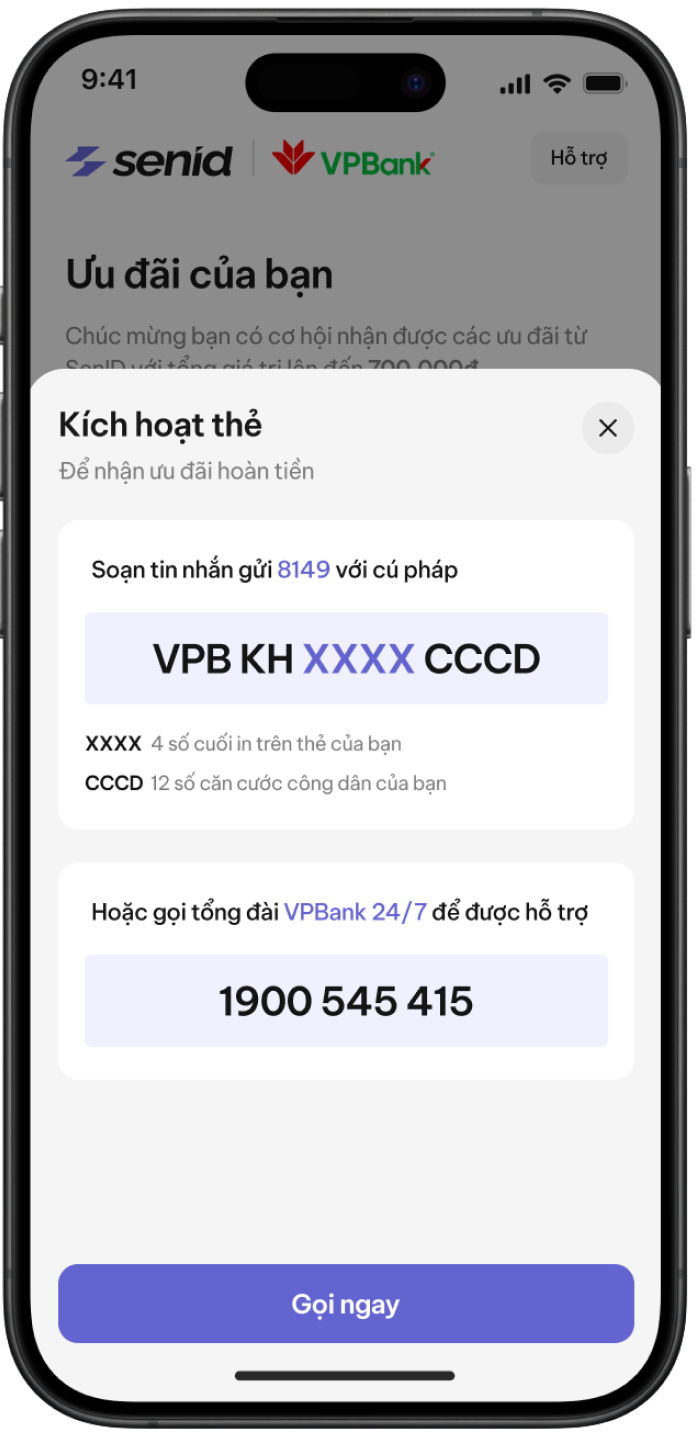 9:41
senid
VPBank
Hỗ trợ
Ưu đãi của bạn
Chúc mừng bạn có cơ hội nhận được các ưu đãi từ
SenID với tổng giá trị lên đến 700.000đ
Kích hoạt thẻ
Để nhận ưu đãi hoàn tiền
Soạn tin nhắn gửi 8149 với cú pháp
VPB KH XXXX CCCD
XXXX 4 số cuối in trên thẻ của bạn
CCCD 12 số căn cước công dân của bạn
Hoặc gọi tổng đài VPBank 24/7 để được hỗ trợ
1900 545 415
Gọi ngay